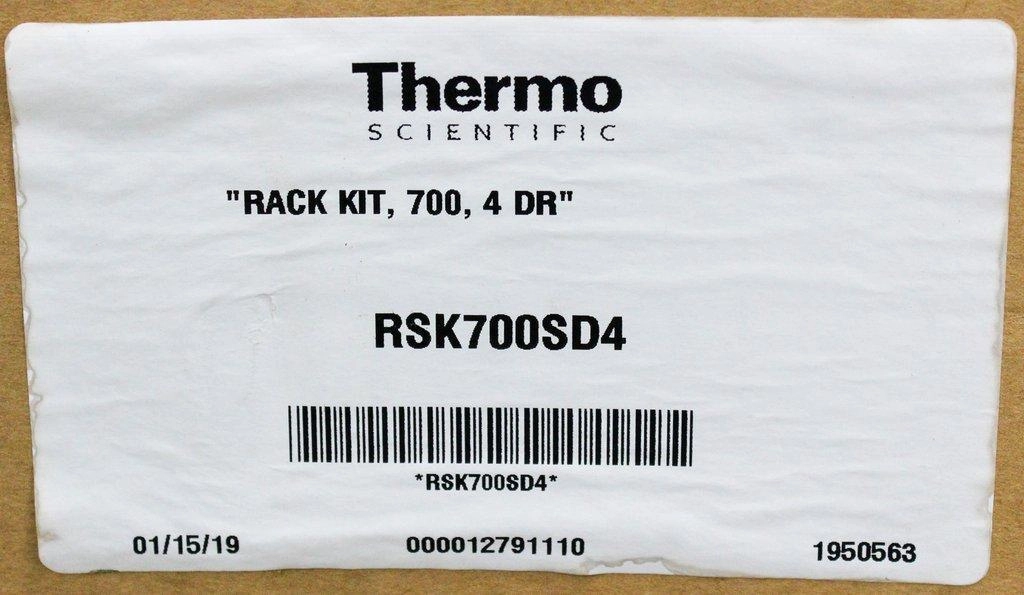 Thermo
SCIENTIFIC
"RACK KIT, 700, 4 DR"
RSK700SD4
*RSK700SD4*
01/15/19 000012791110 1950563